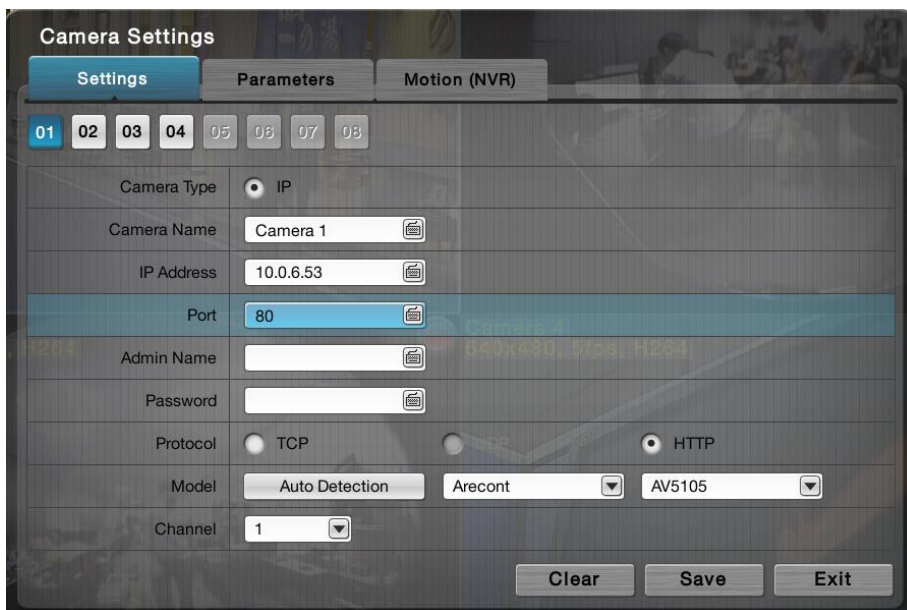 Camera Settings
Settings Parameters Motion (NVR)
01 02 03 04 05 06 07 08
Camera Type IP
Camera Name Camera 1
IP Address 10.0.6.53
Port 80
Camera 4
, H264
640x480, 5fps, H264
Admin Name
Password
Protocol TCP UDP HTTP
Model Auto Detection Arecont AV5105
Channel 1
Clear Save Exit